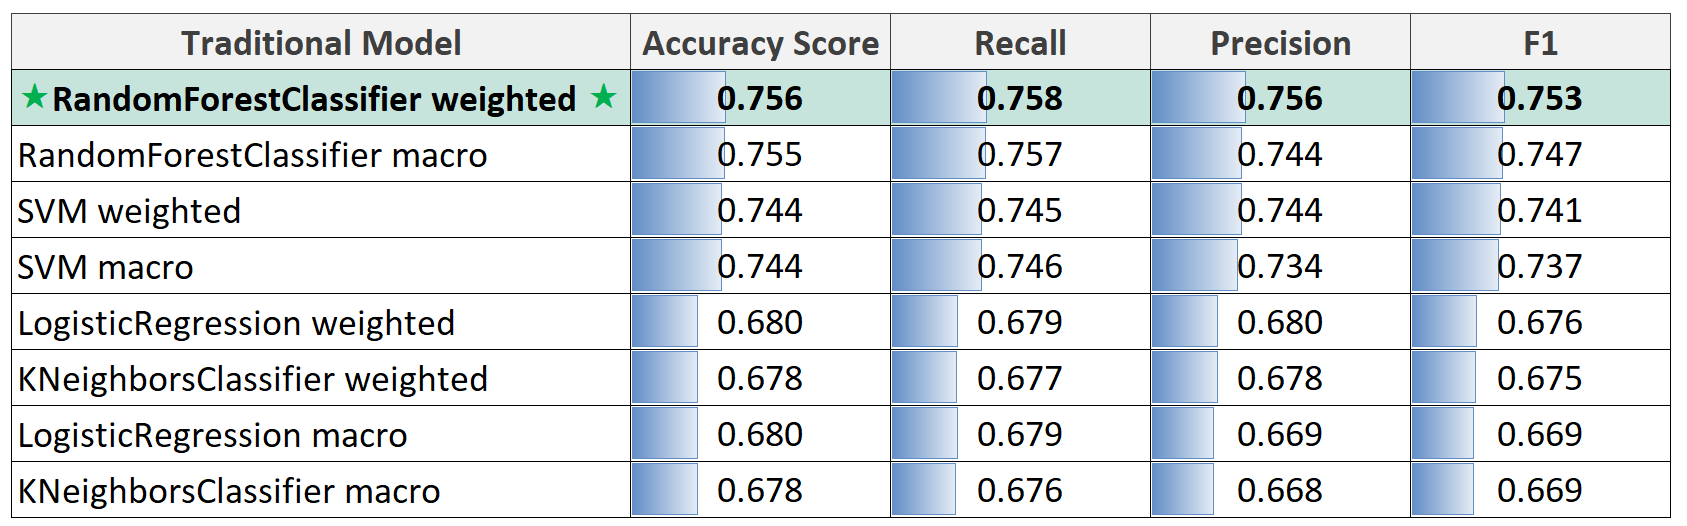 Traditional Model Accuracy Score Recall Precision F1
★RandomForestClassifier weighted ★ 0.756 0.758 0.756 0.753
RandomForestClassifier macro 0.755 0.757 0.744 0.747
SVM weighted 0.744 0.745 0.744 0.741
SVM macro 0.744 0.746 0.734 0.737
LogisticRegression weighted 0.680 0.679 0.680 0.676
KNeighborsClassifier weighted 0.678 0.677 0.678 0.675
LogisticRegression macro 0.680 0.679 0.669 0.669
KNeighborsClassifier macro 0.678 0.676 0.668 0.669